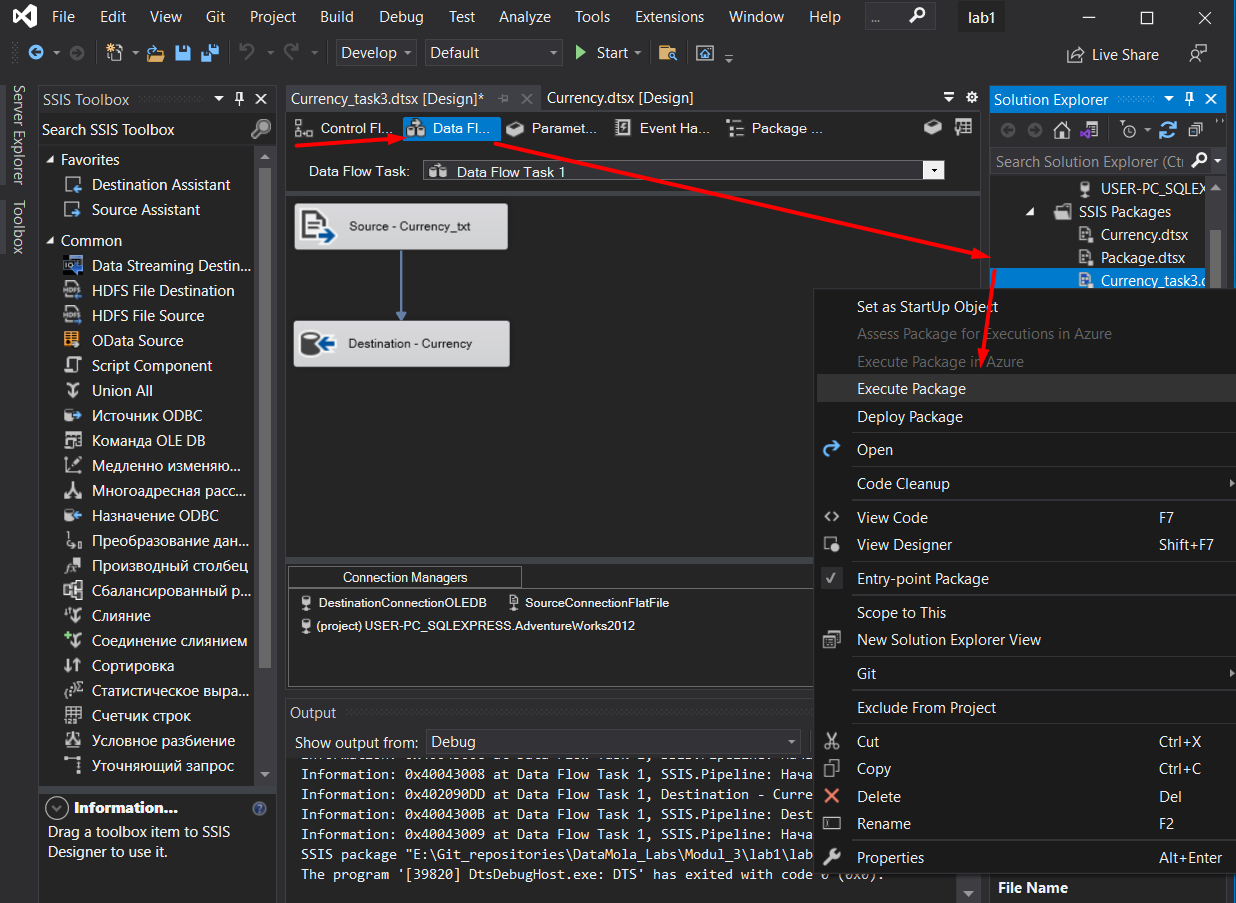 File Edit View Git Project Build Debug Test Analyze Tools Extensions Window Help ... lab1
Develop Default Start Live Share
Server Explorer
Toolbox
SSIS Toolbox
Search SSIS Toolbox
Favorites
Destination Assistant
Source Assistant
Common
Data Streaming Destin...
HDFS File Destination
HDFS File Source
OData Source
Script Component
Union All
Источник ODBC
Команда OLE DB
Медленно изменяю...
Многоадресная расс...
Назначение ODBC
Преобразование дан...
Производный столбец
Сбалансированный р...
Слияние
Соединение слиянием
Сортировка
Статистическое выра...
Счетчик строк
Условное разбиение
Уточняющий запрос
Information...
Drag a toolbox item to SSIS
Designer to use it.
Currency_task3.dtsx [Design]* Currency.dtsx [Design]
Control Fl... Data Fl... Paramet... Event Ha... Package ...
Data Flow Task: Data Flow Task 1
Source - Currency_txt
Destination - Currency
Connection Managers
DestinationConnectionOLEDB SourceConnectionFlatFile
(project) USER-PC_SQLEXPRESS.AdventureWorks2012
Output
Show output from: Debug
Information: 0x40043008 at Data Flow Task 1, SSIS.Pipeline: Нача
Information: 0x402090DD at Data Flow Task 1, Destination - Curre
Information: 0x4004300B at Data Flow Task 1, SSIS.Pipeline: Dest
Information: 0x40043009 at Data Flow Task 1, SSIS.Pipeline: Нача
SSIS package "E:\Git_repositories\DataMola_Labs\Modul_3\lab1\lab
The program '[39820] DtsDebugHost.exe: DTS' has exited with code 0 (0x0).
Solution Explorer
Search Solution Explorer (Ctr
USER-PC_SQLEX
SSIS Packages
Currency.dtsx
Package.dtsx
Currency_task3.d
Set as StartUp Object
Assess Package for Executions in Azure
Execute Package in Azure
Execute Package
Deploy Package
Open
Code Cleanup
View Code F7
View Designer Shift+F7
Entry-point Package
Scope to This
New Solution Explorer View
Git
Exclude From Project
Cut Ctrl+X
Copy Ctrl+C
Delete Del
Rename F2
Properties Alt+Enter
File Name